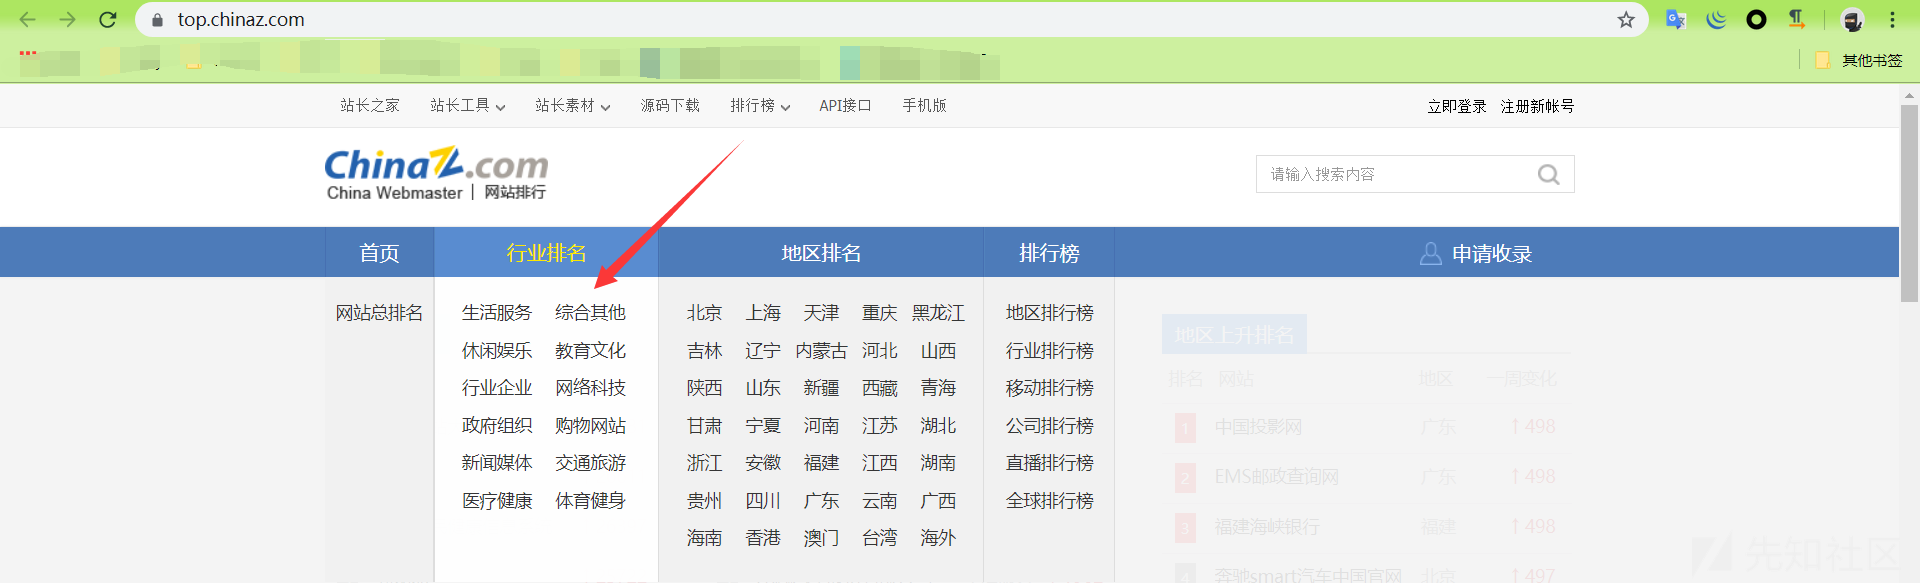 top.chinaz.com
其他书签
站长之家 站长工具 站长素材 源码下载 排行榜 API接口 手机版 立即登录 注册新帐号
ChinaZ.com
China Webmaster | 网站排行
请输入搜索内容
首页 行业排名 地区排名 排行榜 申请收录
网站总排名 生活服务 综合其他 北京 上海 天津 重庆 黑龙江 地区排行榜
地区上升排名
休闲娱乐 教育文化 吉林 辽宁 内蒙古 河北 山西 行业排行榜
排名 网站 地区 一周变化
行业企业 网络科技 陕西 山东 新疆 西藏 青海 移动排行榜
政府组织 购物网站 甘肃 宁夏 河南 江苏 湖北 公司排行榜
1 中国投影网 广东 ↑498
新闻媒体 交通旅游 浙江 安徽 福建 江西 湖南 直播排行榜
2 EMS邮政查询网 广东 ↑498
医疗健康 体育健身 贵州 四川 广东 云南 广西 全球排行榜
3 福建海峡银行 福建 ↑498
海南 香港 澳门 台湾 海外
4 奔驰smart汽车中国官网 北京 ↑497
先知社区